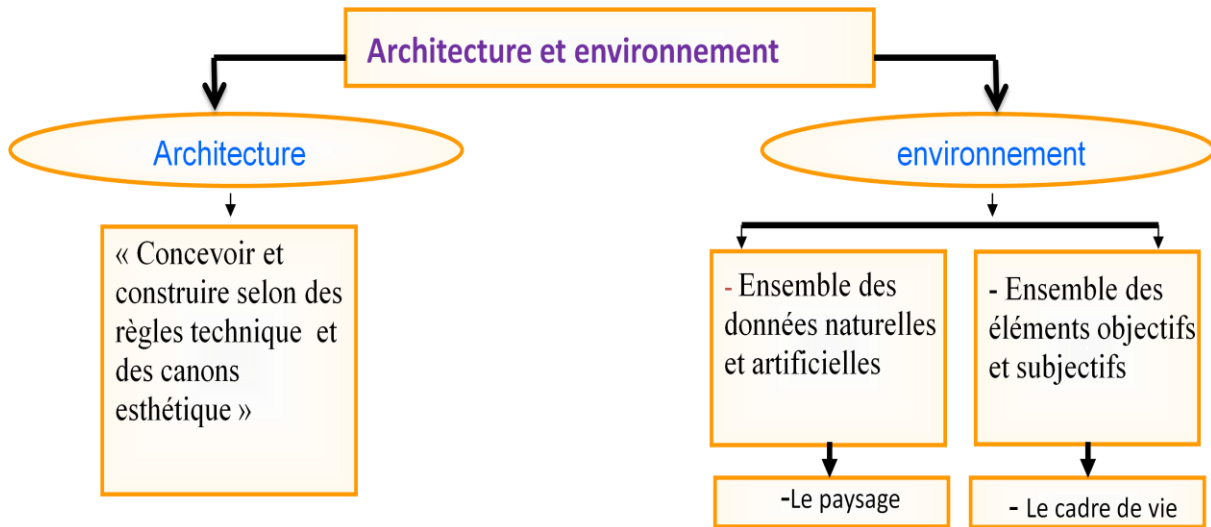 Architecture et environnement
Architecture
environnement
« Concevoir et
construire selon des
règles technique et
des canons
esthétique »
- Ensemble des
données naturelles
et artificielles
- Ensemble des
éléments objectifs
et subjectifs
-Le paysage
- Le cadre de vie